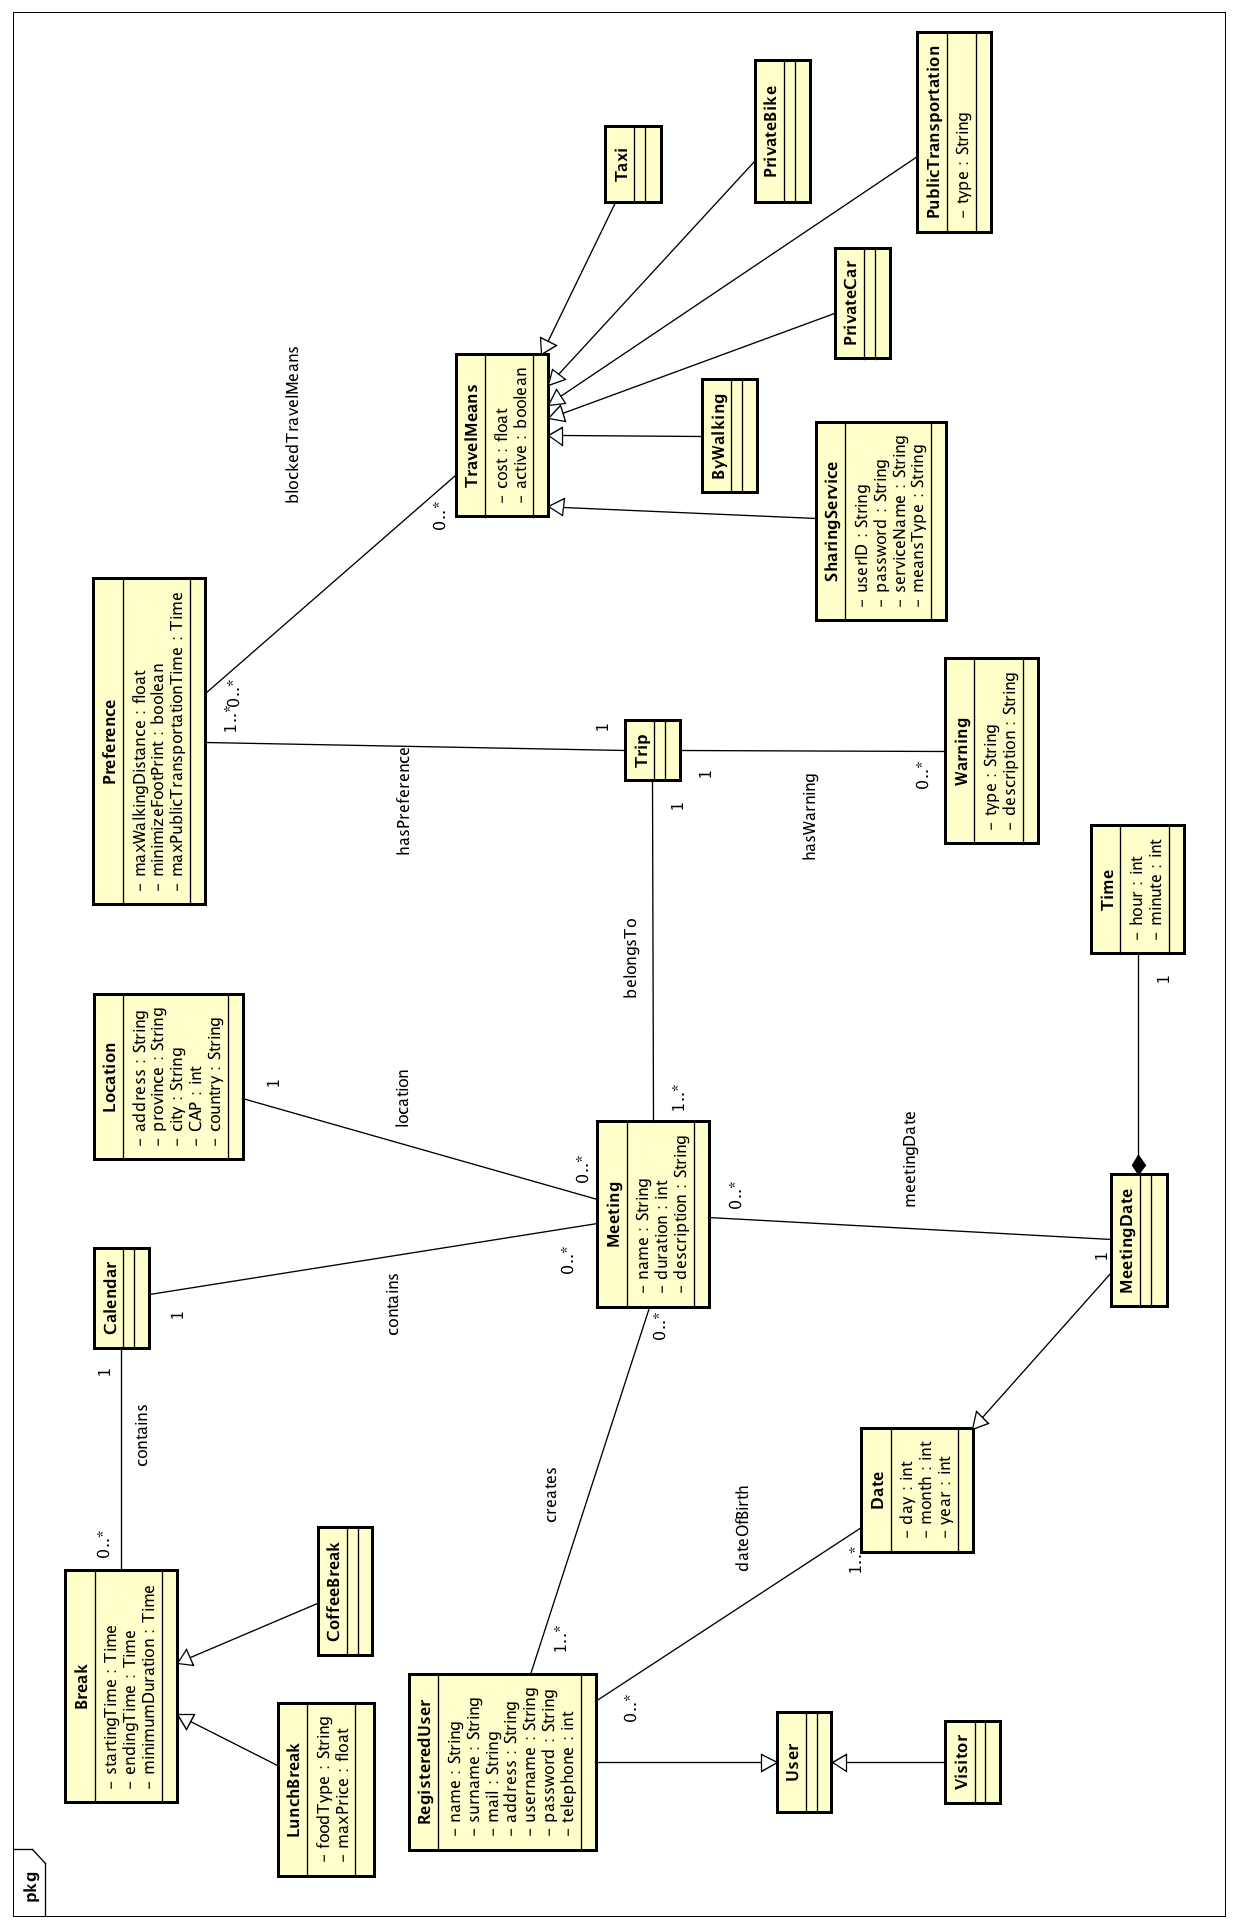 pkg
Break
- startingTime : Time
- endingTime : Time
- minimumDuration : Time
0..*
contains
1
Calendar
1
contains
0..*
Location
- address : String
- province : String
- city : String
- CAP : int
- country : String
1
location
0..*
Preference
- maxWalkingDistance : float
- minimizeFootPrint : boolean
- maxPublicTransportationTime : Time
1..*
0..*
hasPreference
1
blockedTravelMeans
0..*
LunchBreak
- foodType : String
- maxPrice : float
CoffeeBreak
RegisteredUser
- name : String
- surname : String
- mail : String
- address : String
- username : String
- password : String
- telephone : int
1..*
creates
0..*
Meeting
- name : String
- duration : int
- description : String
1..*
belongsTo
1
Trip
1
hasWarning
0..*
TravelMeans
- cost : float
- active : boolean
Taxi
PrivateBike
PublicTransportation
- type : String
PrivateCar
ByWalking
SharingService
- userID : String
- password : String
- serviceName : String
- meansType : String
Warning
- type : String
- description : String
0..*
dateOfBirth
1..*
Date
- day : int
- month : int
- year : int
0..*
meetingDate
1
MeetingDate
1
Time
- hour : int
- minute : int
User
Visitor